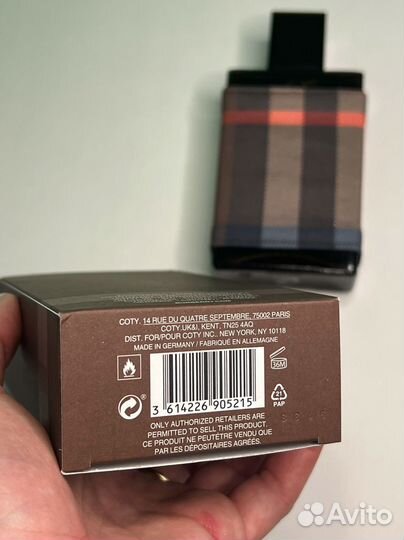 COTY. 14 RUE DU QUATRE SEPTEMBRE, 75002 PARIS
COTY.UK&I, KENT, TN25 4AQ
DIST. FOR/POUR COTY INC., NEW YORK, NY 10118
MADE IN GERMANY / FABRIQUÉ EN ALLEMAGNE
36M
3 614226 905215
21
PAP
ONLY AUTHORIZED RETAILERS ARE
PERMITTED TO SELL THIS PRODUCT.
CE PRODUIT NE PEUTÊTRE VENDU QUE
PAR LES DÉPOSITAIRES AGRÉÉS.
Avito